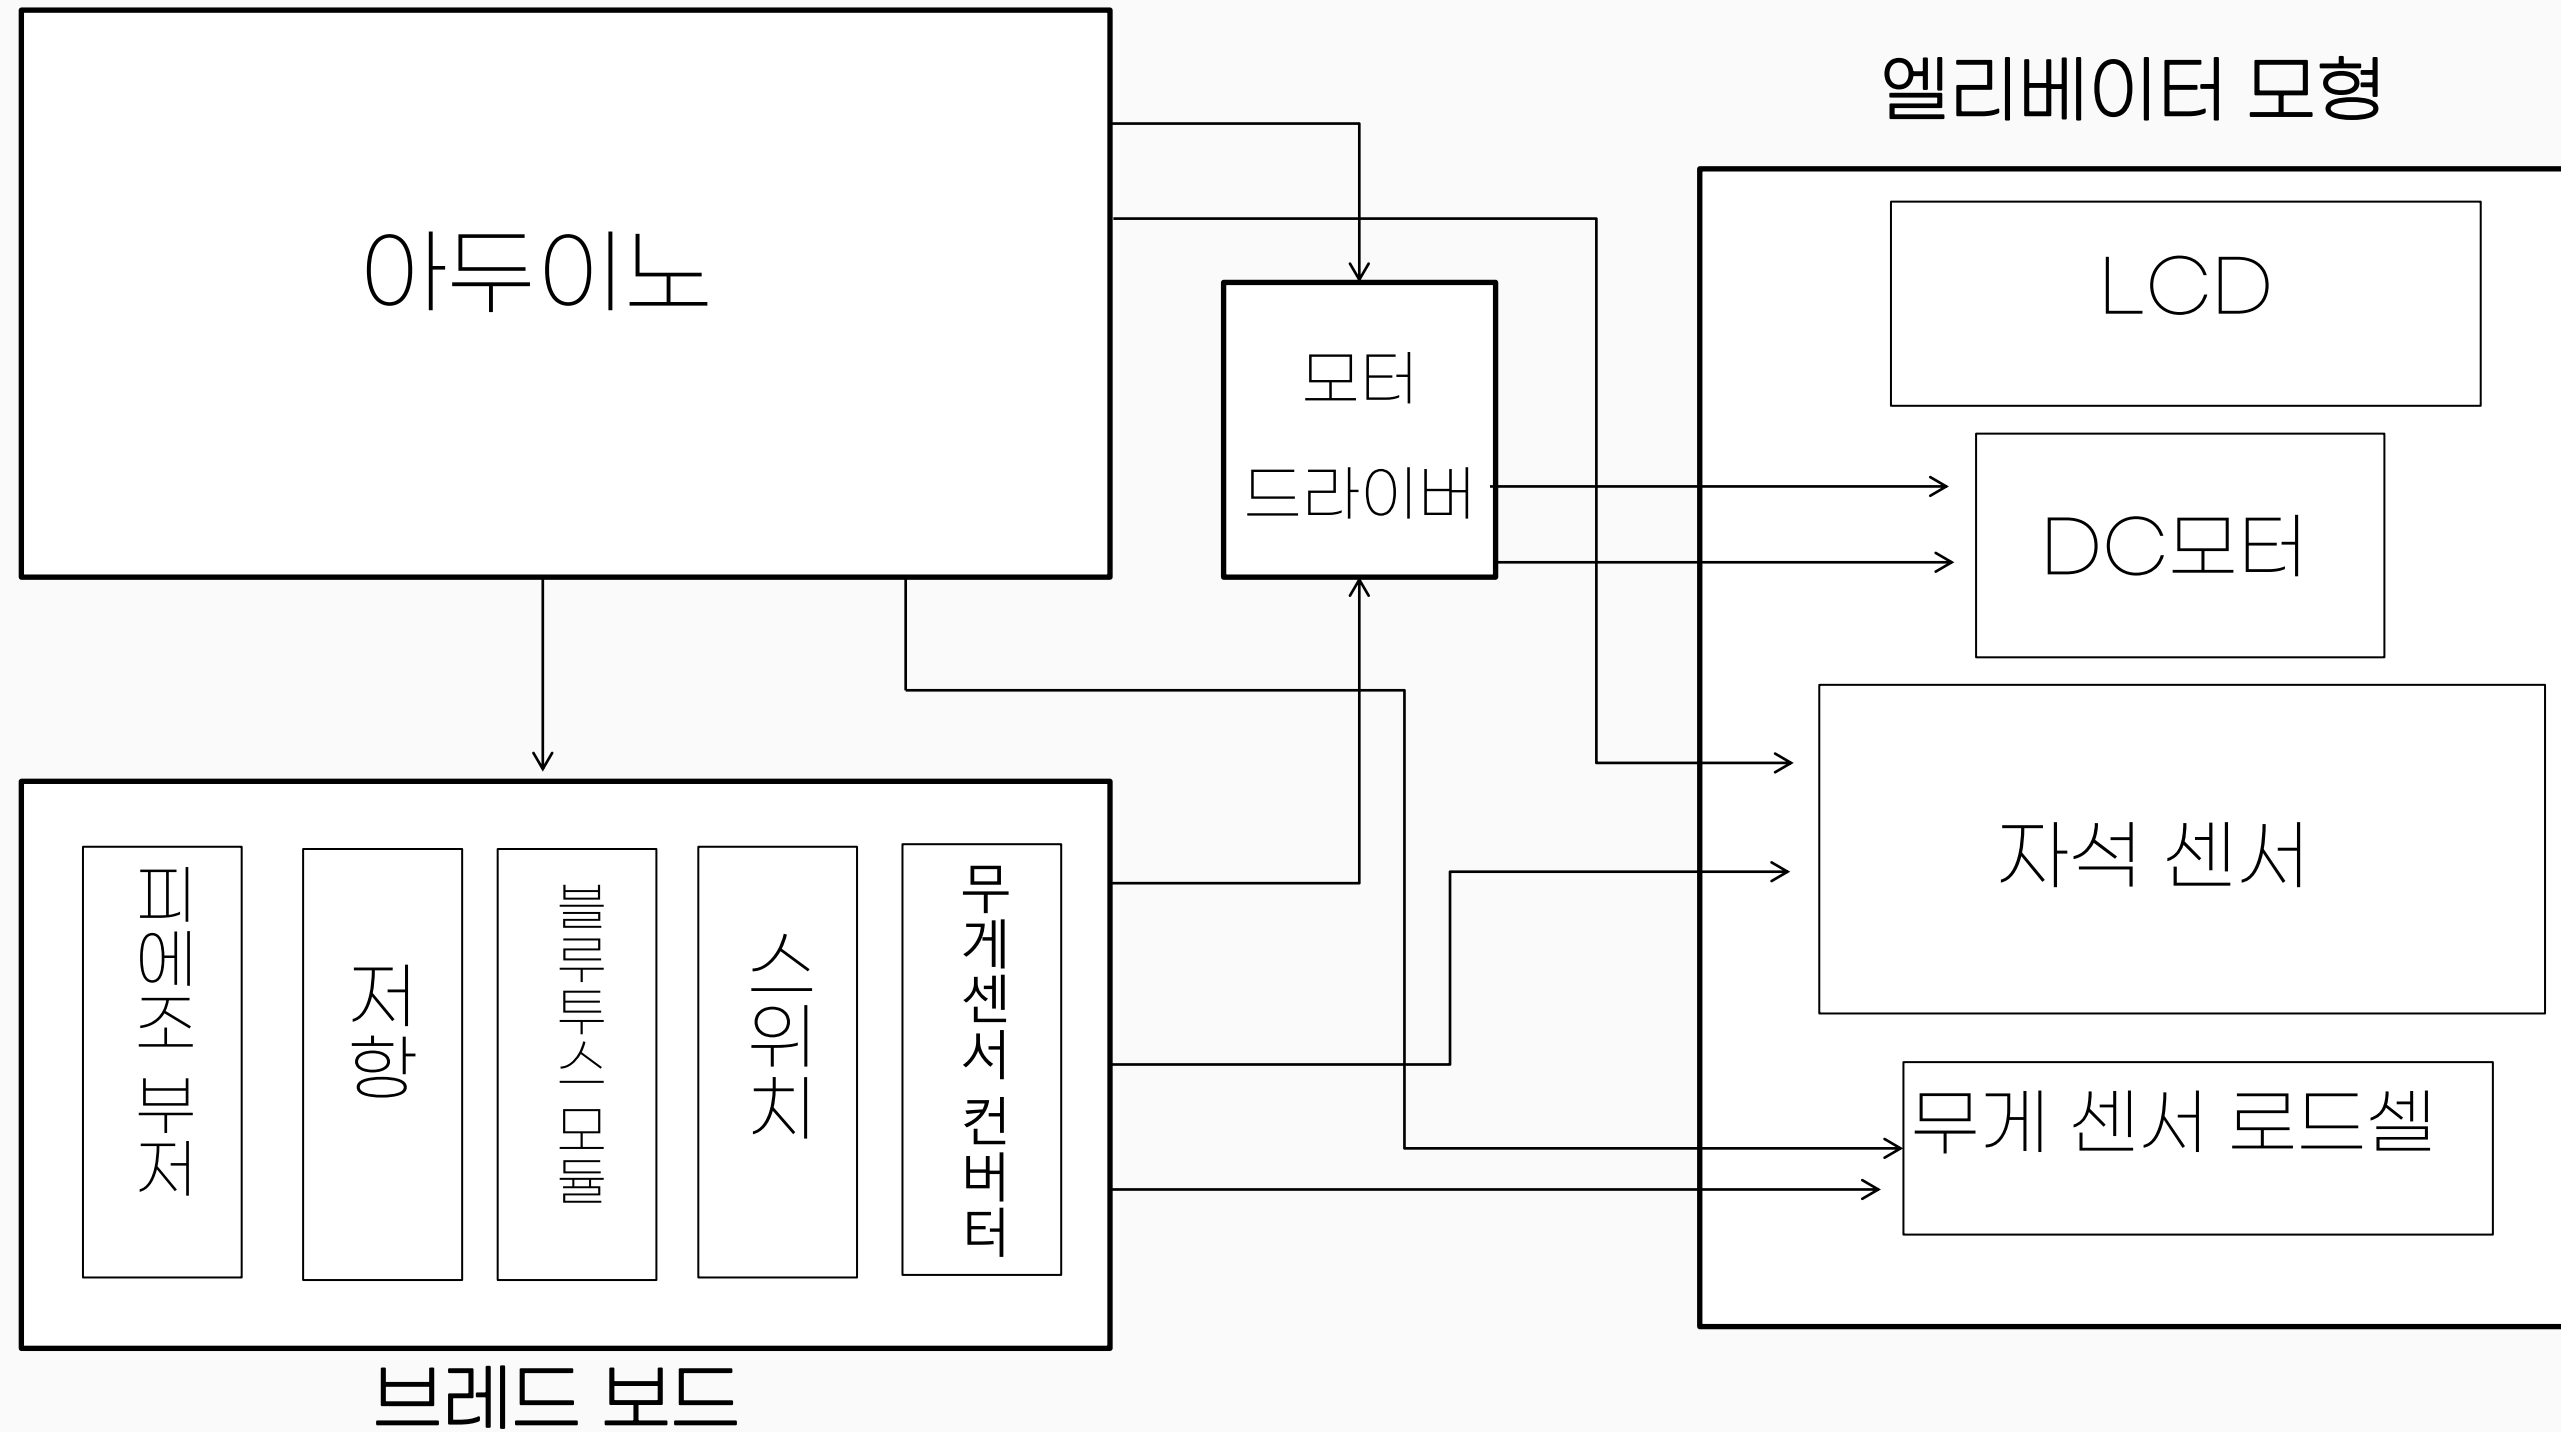 엘리베이터 모형
아두이노
LCD
모터
드라이버
DC모터
자석 센서
무게 센서 로드셀
피에조 부저
저항
블루투스 모듈
스위치
무게센서 컨버터
브레드 보드